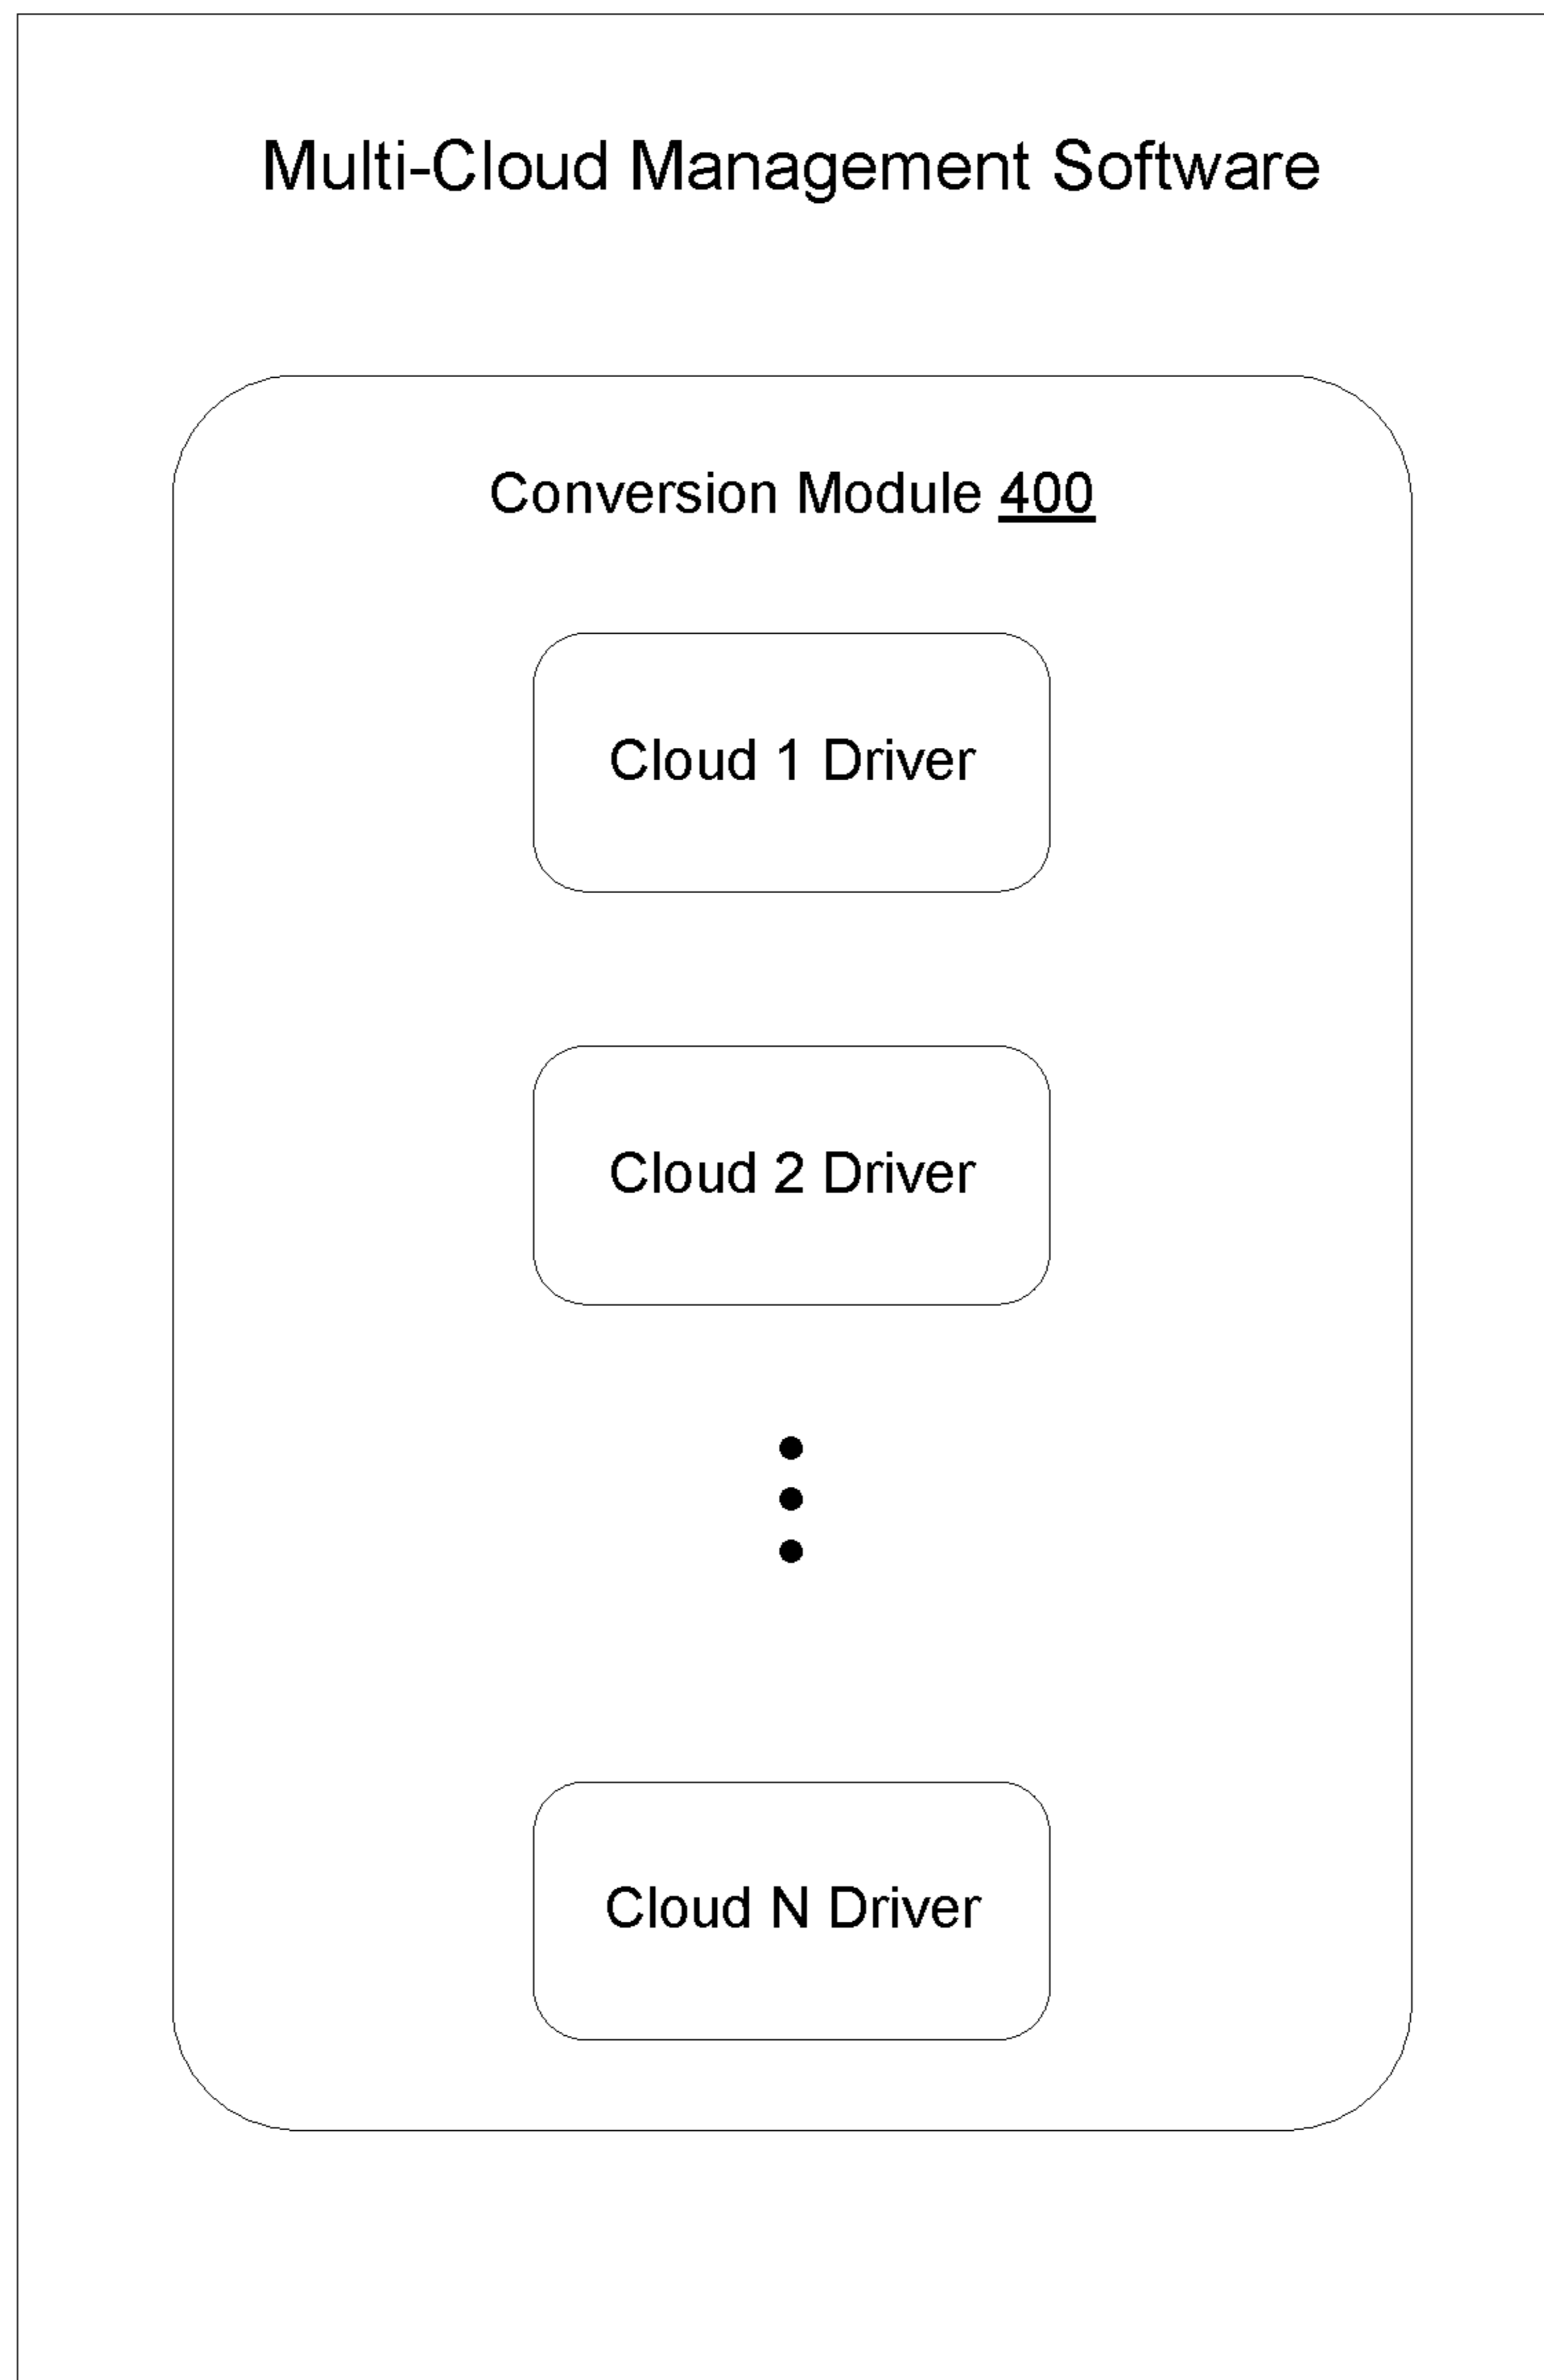 Multi-Cloud Management Software
Conversion Module 400
Cloud 1 Driver
Cloud 2 Driver
Cloud N Driver